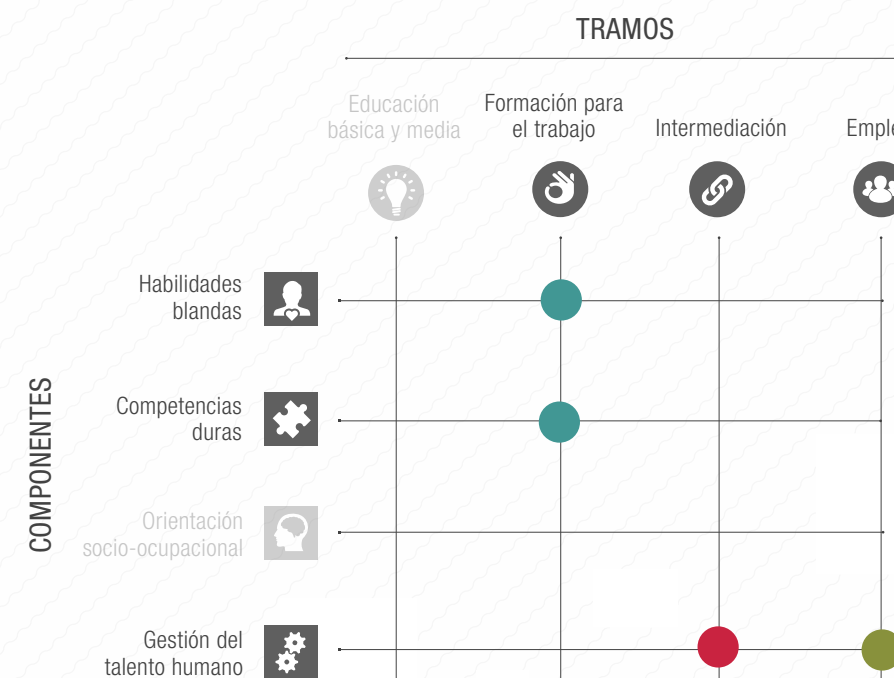 TRAMOS
Educación
básica y media
Formación para
el trabajo
Intermediación
Habilidades
blandas
Competencias
duras
COMPONENTES
Orientación
socio-ocupacional
Gestión del
talento humano